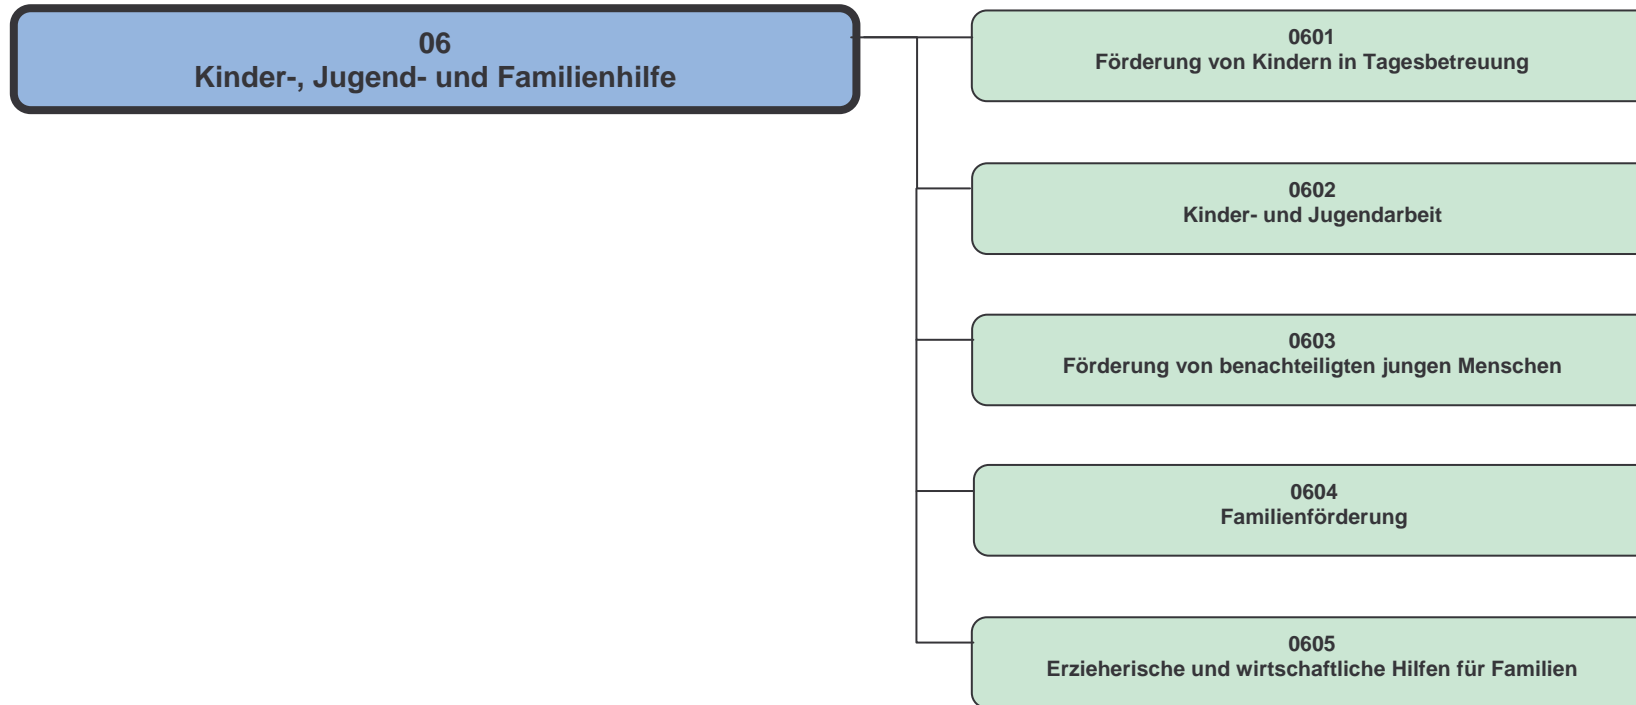 06
Kinder-, Jugend- und Familienhilfe
0601
Förderung von Kindern in Tagesbetreuung
0602
Kinder- und Jugendarbeit
0603
Förderung von benachteiligten jungen Menschen
0604
Familienförderung
0605
Erzieherische und wirtschaftliche Hilfen für Familien